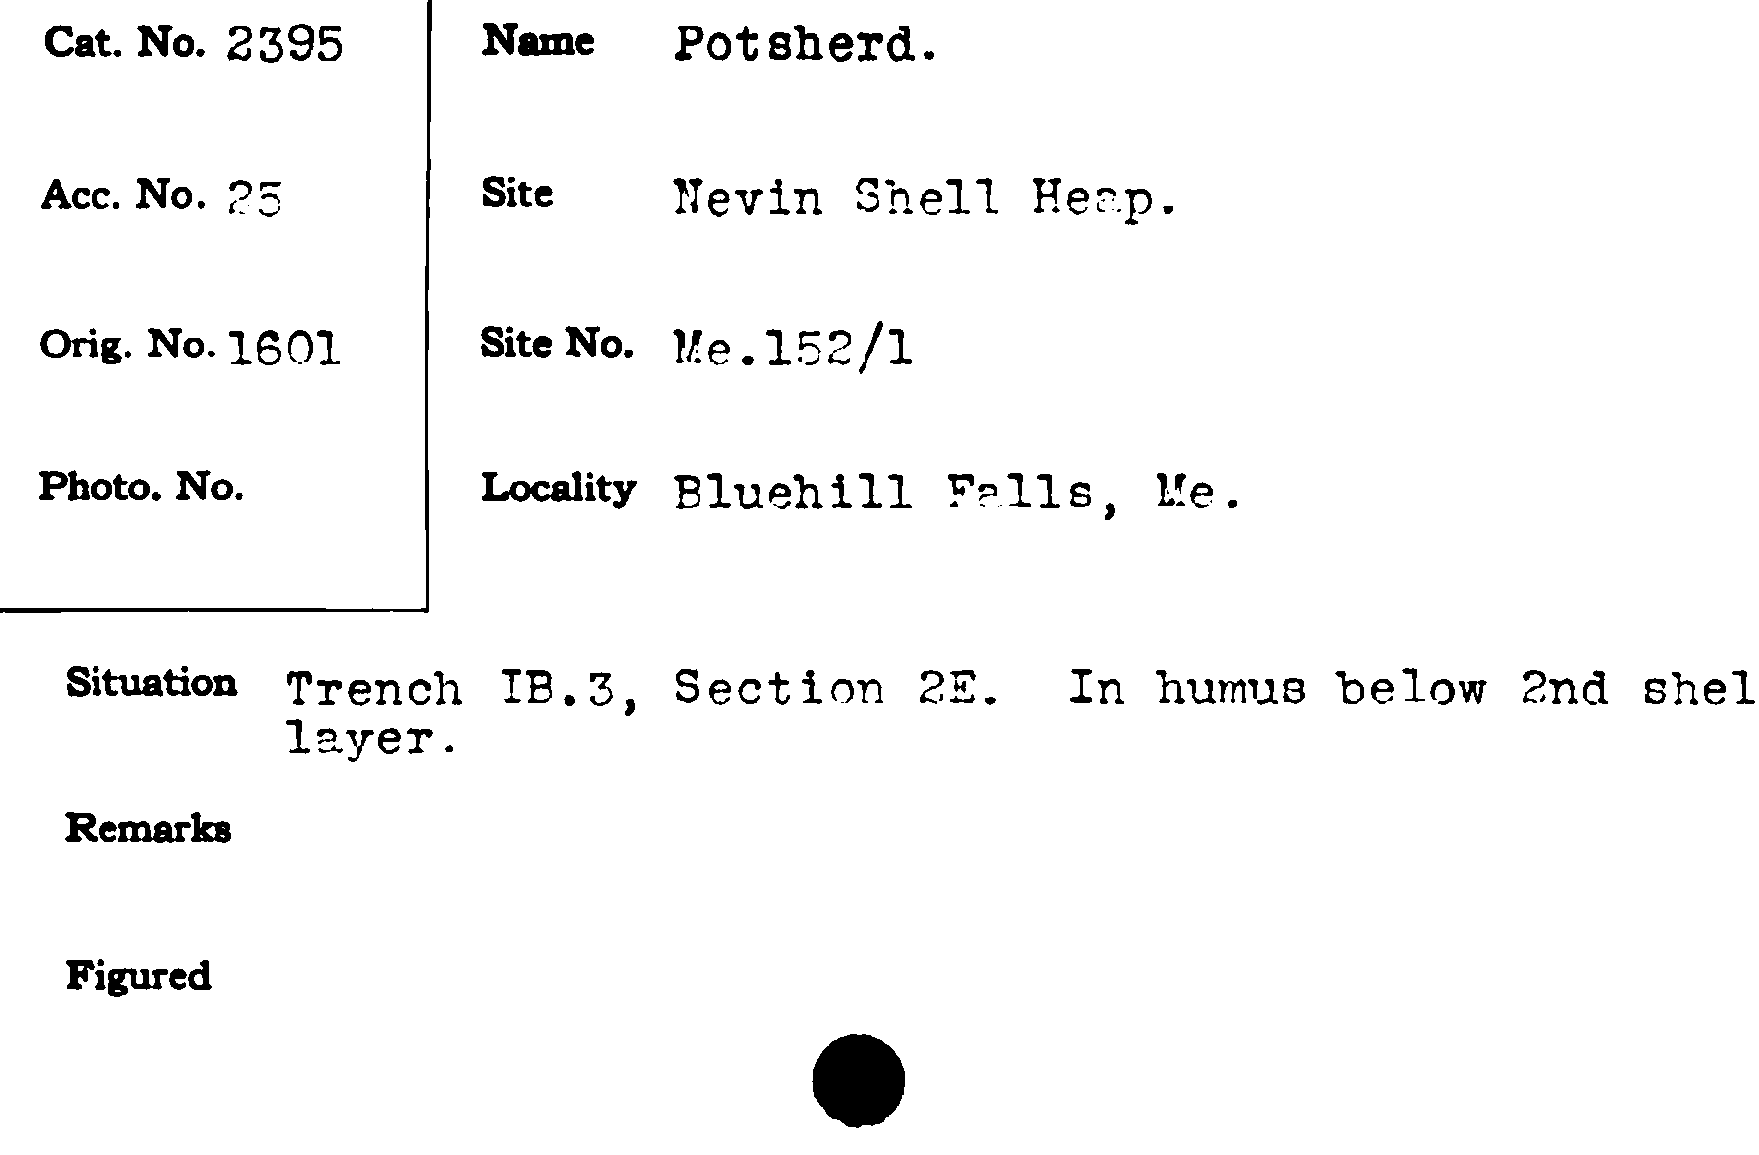 Cat. No. 2395
Name Potsherd.
Acc. No. 25
Site Nevin Shell Heap.
Orig. No. 1601
Site No. Me.152/1
Photo. No.
Locality Bluehill Falls, Me.
Situation Trench IB.3, Section 2E. In humus below 2nd shel
layer.
Remarks
Figured